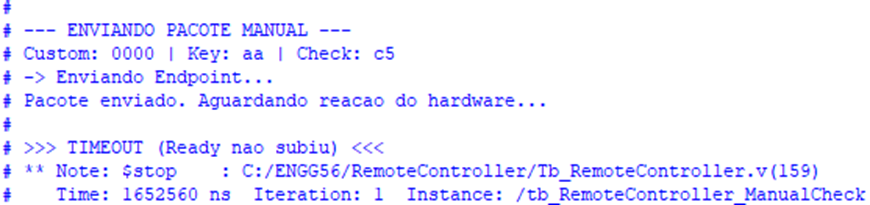 #
# --- ENVIANDO PACOTE MANUAL ---
# Custom: 0000 | Key: aa | Check: c5
# -> Enviando Endpoint...
# Pacote enviado. Aguardando reacao do hardware...
#
# >>> TIMEOUT (Ready nao subiu) <<<
# ** Note: $stop    : C:/ENGG56/RemoteController/Tb_RemoteController.v(159)
#    Time: 1652560 ns  Iteration: 1  Instance: /tb_RemoteController_ManualCheck